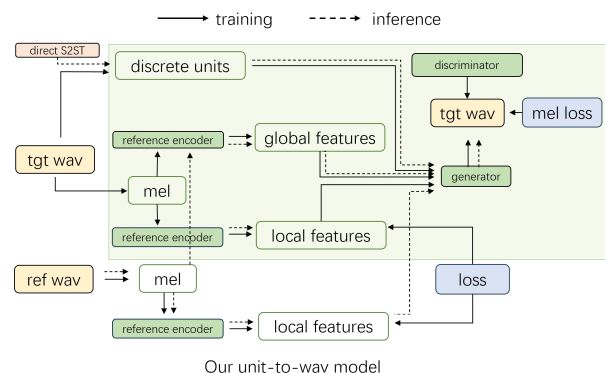 training
inference
direct S2ST
discrete units
discriminator
tgt wav
mel loss
reference encoder
global features
tgt wav
mel
generator
reference encoder
local features
ref wav
mel
loss
reference encoder
local features
Our unit-to-wav model